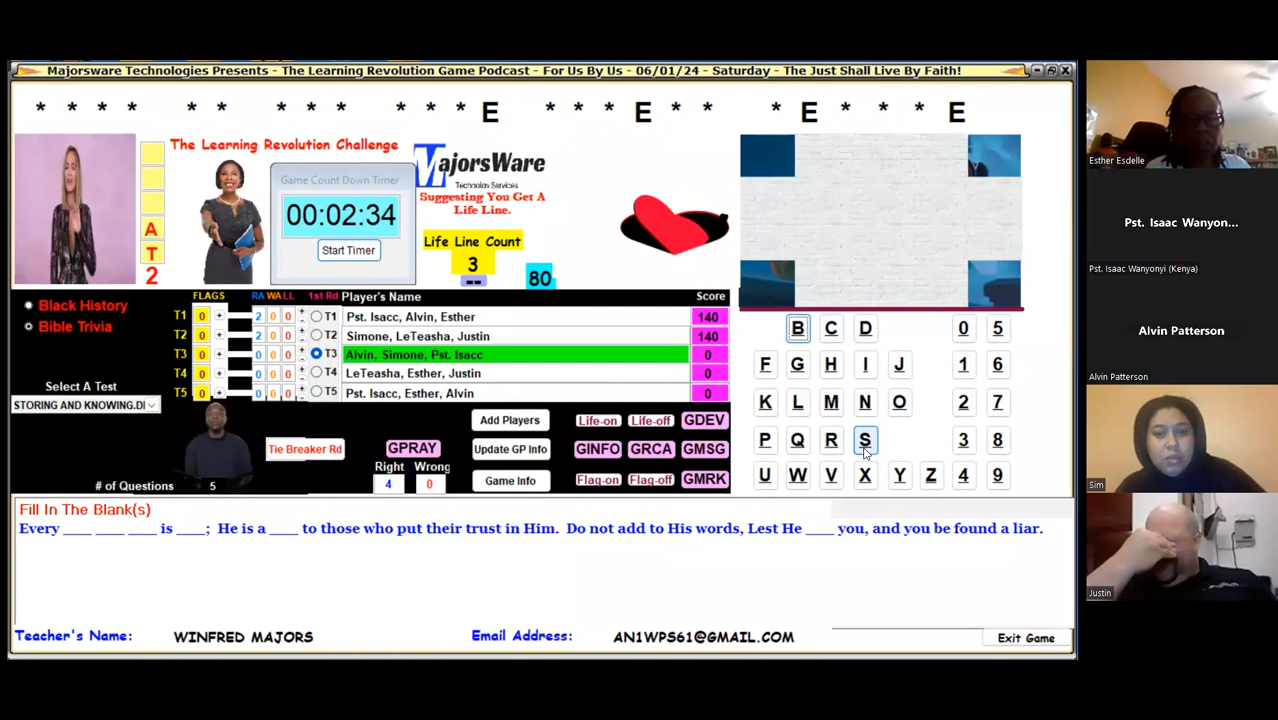 Majorsware Technologies Presents - The Learning Revolution Game Podcast - For Us By Us - 06/01/24 - Saturday - The Just Shall Live By Faith!
* * * * * * * * * * * * E * * * E * * * E * * * E
The Learning Revolution Challenge
MajorsWare
Technology Services
Suggesting You Get A
Life Line.
Game Count Down Timer
00:02:34
Start Timer
Life Line Count
3
--
80
A
T
2
FLAGS RA WA LL 1st Rd Player's Name Score
Black History
Bible Trivia
T1 0 + 2 0 0 T1 Pst. Isacc, Alvin, Esther 140
T2 0 + 2 0 0 T2 Simone, LeTeasha, Justin 140
T3 0 + 0 0 0 T3 Alvin, Simone, Pst. Isacc 0
T4 0 + 0 0 0 T4 LeTeasha, Esther, Justin 0
T5 0 + 0 0 0 T5 Pst. Isacc, Esther, Alvin 0
Select A Test
STORING AND KNOWING.D
Tie Breaker Rd
GPRAY
Right Wrong
4 0
# of Questions 5
Add Players Life-on Life-off GDEV
Update GP Info GINFO GRCA GMSG
Game Info Flag-on Flag-off GMRK
B C D 0 5
F G H I J 1 6
K L M N O 2 7
P Q R S 3 8
U W V X Y Z 4 9
Fill In The Blank(s)
Every ____ ____ ____ is ____; He is a ____ to those who put their trust in Him. Do not add to His words, Lest He ____ you, and you be found a liar.
Teacher's Name: WINFRED MAJORS Email Address: AN1WPS61@GMAIL.COM
Exit Game
Esther Esdelle
Pst. Isaac Wanyon...
Pst. Isaac Wanyonyi (Kenya)
Alvin Patterson
Alvin Patterson
Sim
Justin